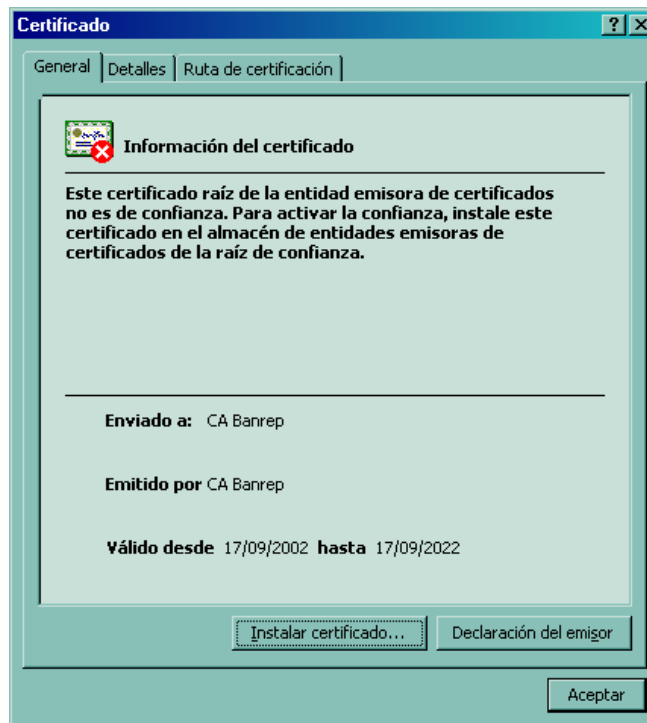 Certificado
General Detalles Ruta de certificación
Información del certificado
Este certificado raíz de la entidad emisora de certificados
no es de confianza. Para activar la confianza, instale este
certificado en el almacén de entidades emisoras de
certificados de la raíz de confianza.
Enviado a: CA Banrep
Emitido por CA Banrep
Válido desde 17/09/2002 hasta 17/09/2022
Instalar certificado... Declaración del emisor
Aceptar